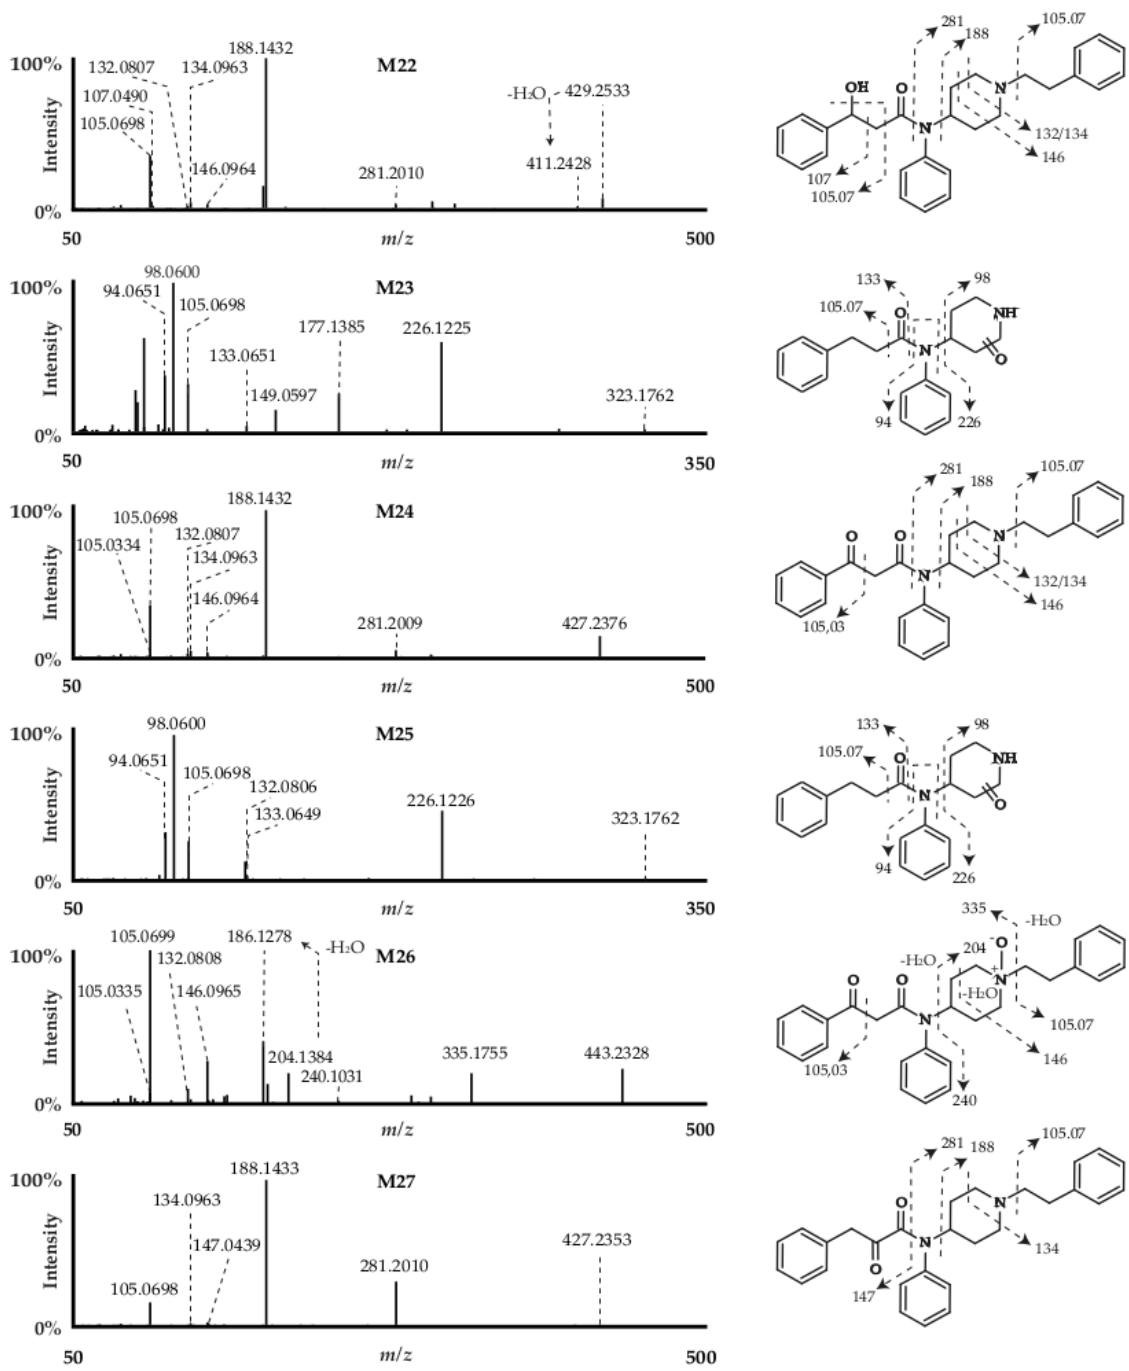 M22
100%
Intensity
0%
50
m/z
500
132.0807
107.0490
105.0698
134.0963
188.1432
146.0964
281.2010
-H₂O
429.2533
411.2428
281
188
105.07
OH
O
N
N
132/134
146
107
105.07
M23
100%
Intensity
0%
50
m/z
350
98.0600
94.0651
105.0698
133.0651
149.0597
177.1385
226.1225
323.1762
133
98
105.07
O
NH
N
O
94
226
M24
100%
Intensity
0%
50
m/z
500
188.1432
105.0698
105.0334
132.0807
134.0963
146.0964
281.2009
427.2376
281
188
105.07
O
O
N
N
132/134
146
105,03
M25
100%
Intensity
0%
50
m/z
350
98.0600
94.0651
105.0698
132.0806
133.0649
226.1226
323.1762
133
98
105.07
O
NH
N
O
94
226
M26
100%
Intensity
0%
50
m/z
500
105.0699
132.0808
105.0335
146.0965
186.1278
-H₂O
204.1384
240.1031
335.1755
443.2328
335
-H₂O
-H₂O
204
-O
N+
-H₂O
O
O
N
105.07
146
105,03
240
M27
100%
Intensity
0%
50
m/z
500
188.1433
134.0963
147.0439
105.0698
281.2010
427.2353
281
188
105.07
O
N
N
O
134
147